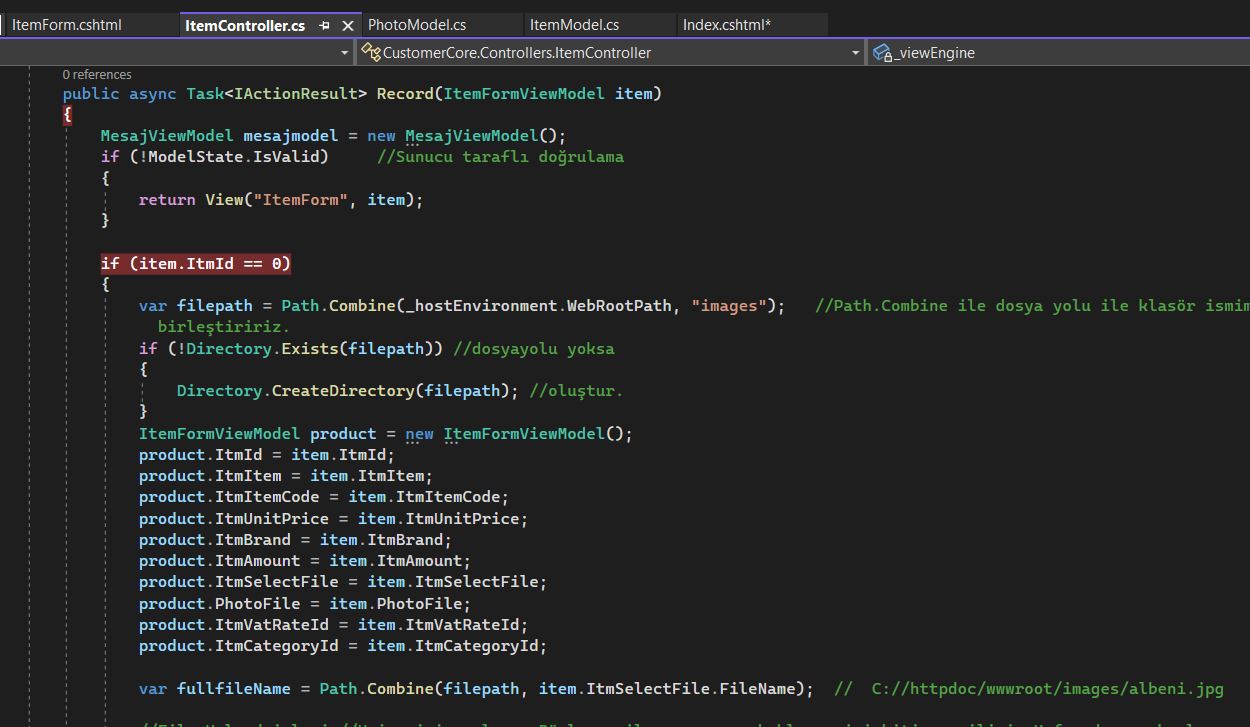 ItemForm.cshtml ItemController.cs PhotoModel.cs ItemModel.cs Index.cshtml*
CustomerCore.Controllers.ItemController _viewEngine
0 references
public async Task<IActionResult> Record(ItemFormViewModel item)
{
MesajViewModel mesajmodel = new MesajViewModel();
if (!ModelState.IsValid) //Sunucu taraflı doğrulama
{
return View("ItemForm", item);
}
if (item.ItmId == 0)
{
var filepath = Path.Combine(_hostEnvironment.WebRootPath, "images"); //Path.Combine ile dosya yolu ile klasör
birleştiririz.
if (!Directory.Exists(filepath)) //dosyayolu yoksa
{
Directory.CreateDirectory(filepath); //oluştur.
}
ItemFormViewModel product = new ItemFormViewModel();
product.ItmId = item.ItmId;
product.ItmItem = item.ItmItem;
product.ItmItemCode = item.ItmItemCode;
product.ItmUnitPrice = item.ItmUnitPrice;
product.ItmBrand = item.ItmBrand;
product.ItmAmount = item.ItmAmount;
product.ItmSelectFile = item.ItmSelectFile;
product.PhotoFile = item.PhotoFile;
product.ItmVatRateId = item.ItmVatRateId;
product.ItmCategoryId = item.ItmCategoryId;
var fullfileName = Path.Combine(filepath, item.ItmSelectFile.FileName); // C://httpdoc/wwwroot/images/albeni.jpg